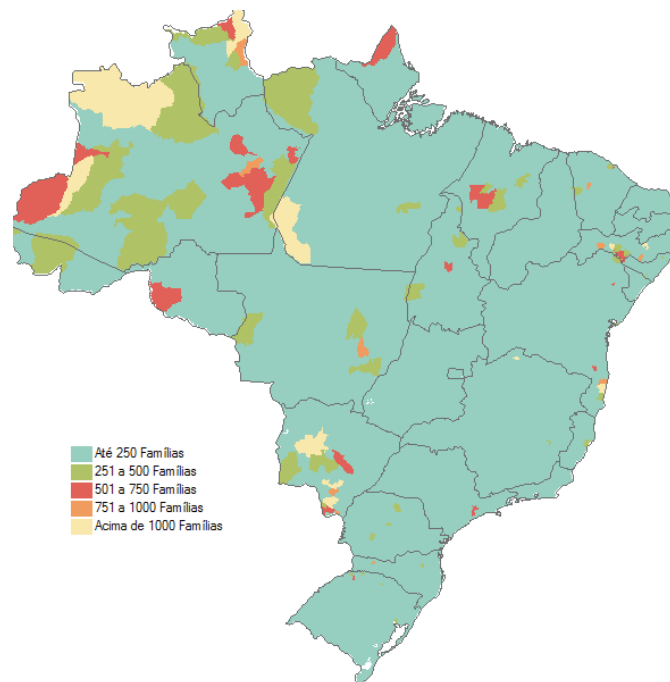 Até 250 Famílias
251 a 500 Famílias
501 a 750 Famílias
751 a 1000 Famílias
Acima de 1000 Famílias